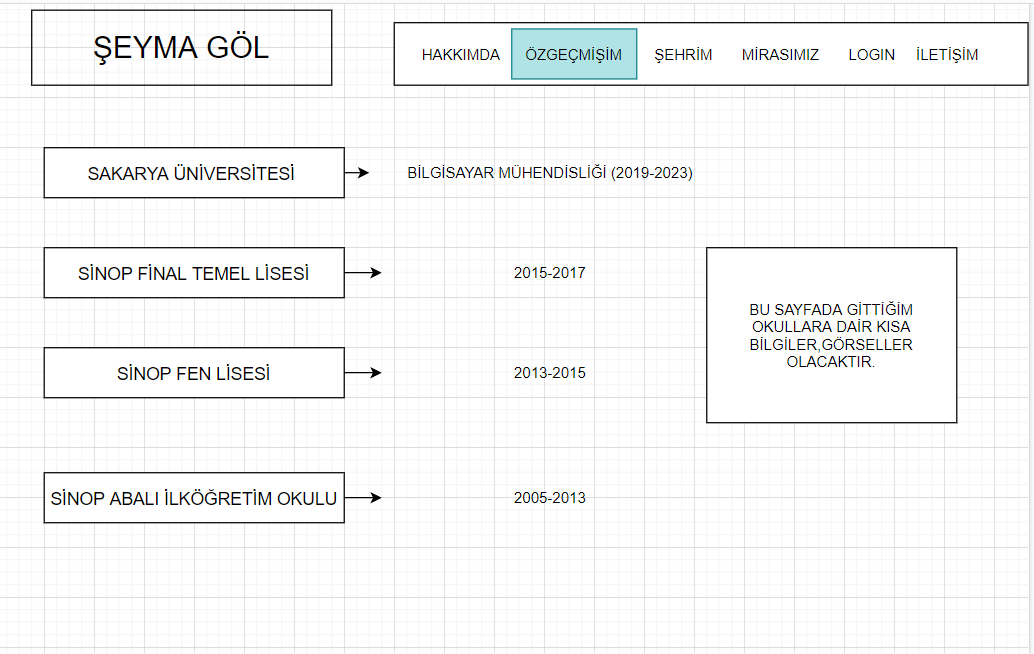 ŞEYMA GÖL
HAKKIMDA ÖZGEÇMİŞİM ŞEHRİM MİRASIMIZ LOGIN İLETİŞİM
SAKARYA ÜNİVERSİTESİ
BİLGİSAYAR MÜHENDİSLİĞİ (2019-2023)
SİNOP FİNAL TEMEL LİSESİ
2015-2017
SİNOP FEN LİSESİ
2013-2015
BU SAYFADA GİTTİĞİM
OKULLARA DAİR KISA
BİLGİLER,GÖRSELLER
OLACAKTIR.
SİNOP ABALI İLKÖĞRETİM OKULU
2005-2013